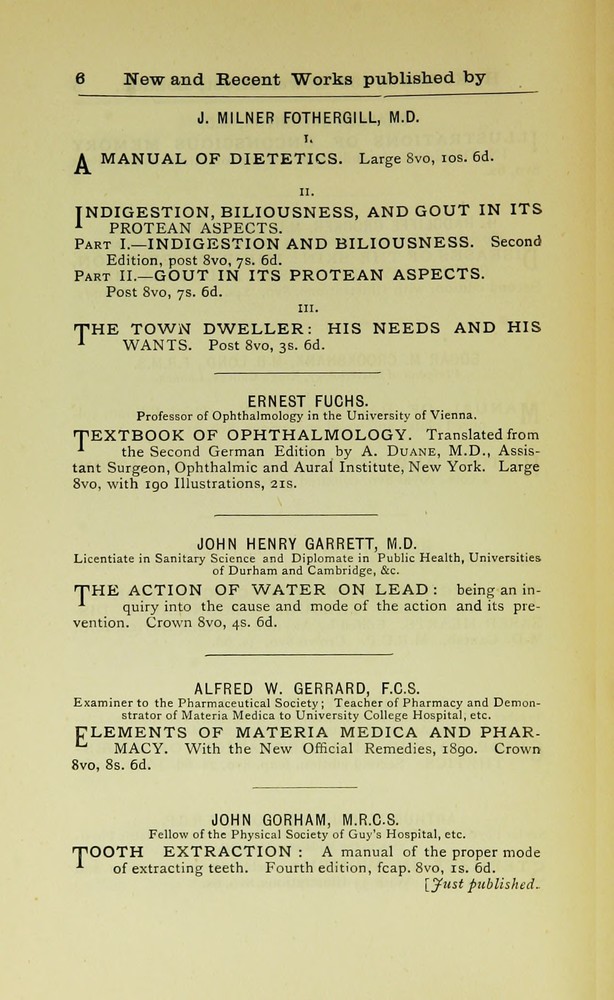 6 New and Recent Works published by
J. MILNER FOTHERGILL, M.D.
I.
A MANUAL OF DIETETICS. Large 8vo, 10s. 6d.
II.
INDIGESTION, BILIOUSNESS, AND GOUT IN ITS
PROTEAN ASPECTS.
PART I.—INDIGESTION AND BILIOUSNESS. Second
Edition, post 8vo, 7s. 6d.
PART II.—GOUT IN ITS PROTEAN ASPECTS.
Post 8vo, 7s. 6d.
III.
THE TOWN DWELLER: HIS NEEDS AND HIS
WANTS. Post 8vo, 3s. 6d.
ERNEST FUCHS.
Professor of Ophthalmology in the University of Vienna.
TEXTBOOK OF OPHTHALMOLOGY. Translated from
the Second German Edition by A. DUANE, M.D., Assis-
tant Surgeon, Ophthalmic and Aural Institute, New York. Large
8vo, with 190 Illustrations, 21s.
JOHN HENRY GARRETT, M.D.
Licentiate in Sanitary Science and Diplomate in Public Health, Universities
of Durham and Cambridge, &c.
THE ACTION OF WATER ON LEAD: being an in-
quiry into the cause and mode of the action and its pre-
vention. Crown 8vo, 4s. 6d.
ALFRED W. GERRARD, F.C.S.
Examiner to the Pharmaceutical Society; Teacher of Pharmacy and Demon-
strator of Materia Medica to University College Hospital, etc.
ELEMENTS OF MATERIA MEDICA AND PHAR-
MACY. With the New Official Remedies, 1890. Crown
8vo, 8s. 6d.
JOHN GORHAM, M.R.C.S.
Fellow of the Physical Society of Guy's Hospital, etc.
TOOTH EXTRACTION: A manual of the proper mode
of extracting teeth. Fourth edition, fcap. 8vo, 1s. 6d.
[Just published.